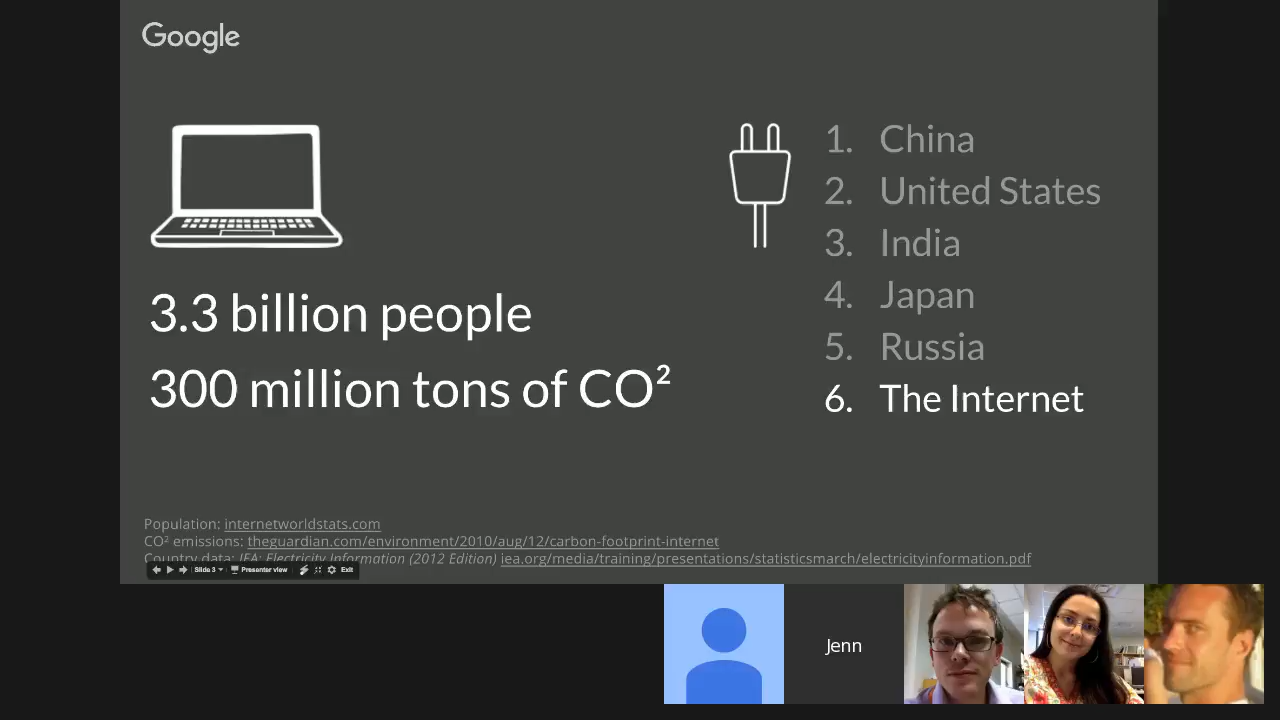 Google
3.3 billion people
300 million tons of CO²
1. China
2. United States
3. India
4. Japan
5. Russia
6. The Internet
Population: internetworldstats.com
CO² emissions: theguardian.com/environment/2010/aug/12/carbon-footprint-internet
Country data: IEA: Electricity Information (2012 Edition) iea.org/media/training/presentations/statisticsmarch/electricityinformation.pdf
Slide 3 Presenter view Exit
Jenn